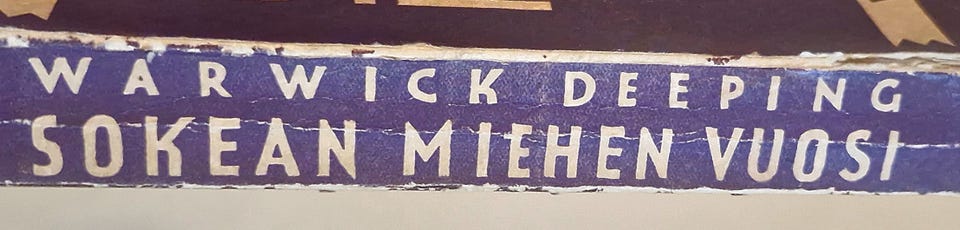 WARWICK DEEPING
SOKEAN MIEHEN VUOSI